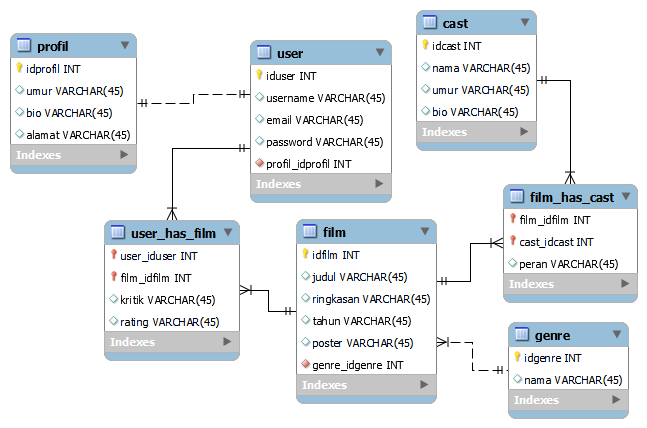 profil
idprofil INT
umur VARCHAR(45)
bio VARCHAR(45)
alamat VARCHAR(45)
Indexes
user
iduser INT
username VARCHAR(45)
email VARCHAR(45)
password VARCHAR(45)
profil_idprofil INT
Indexes
cast
idcast INT
nama VARCHAR(45)
umur VARCHAR(45)
bio VARCHAR(45)
Indexes
user_has_film
user_iduser INT
film_idfilm INT
kritik VARCHAR(45)
rating VARCHAR(45)
Indexes
film
idfilm INT
judul VARCHAR(45)
ringkasan VARCHAR(45)
tahun VARCHAR(45)
poster VARCHAR(45)
genre_idgenre INT
Indexes
film_has_cast
film_idfilm INT
cast_idcast INT
peran VARCHAR(45)
Indexes
genre
idgenre INT
nama VARCHAR(45)
Indexes